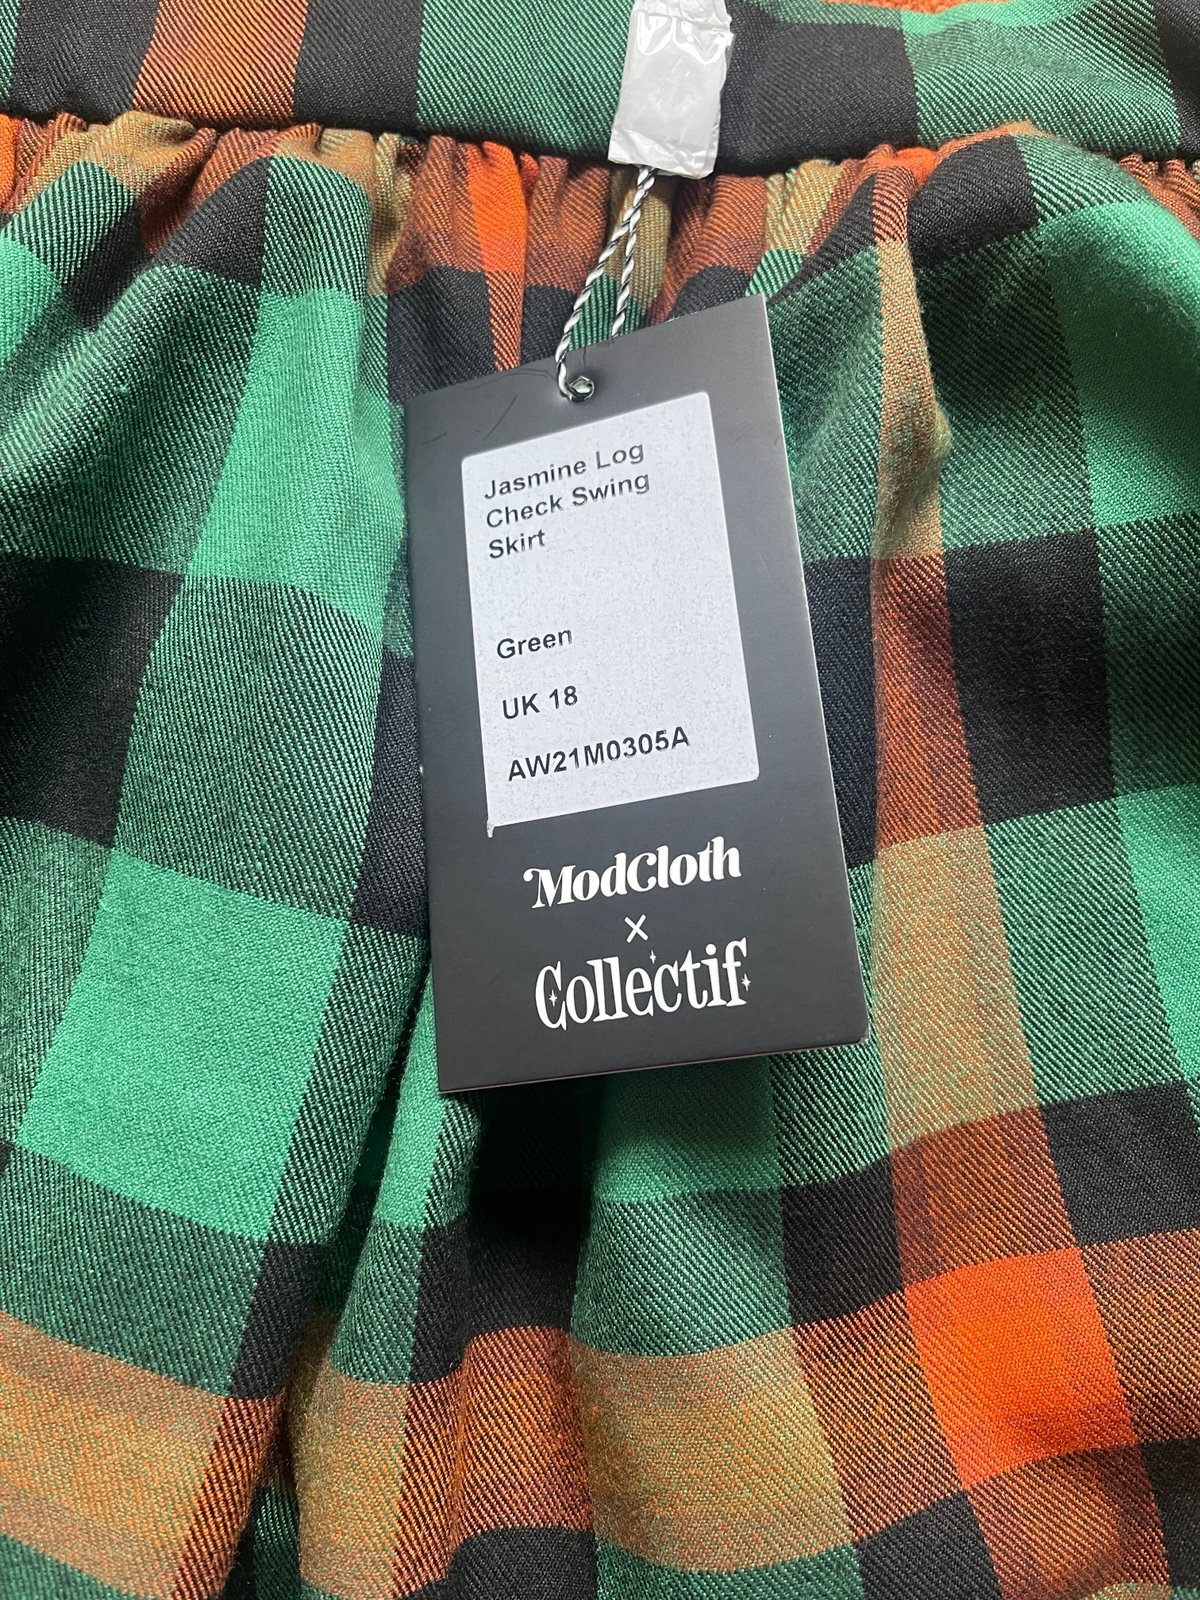 Jasmine Log
Check Swing
Skirt
Green
UK 18
AW21M0305A
ModCloth
×
Collectif